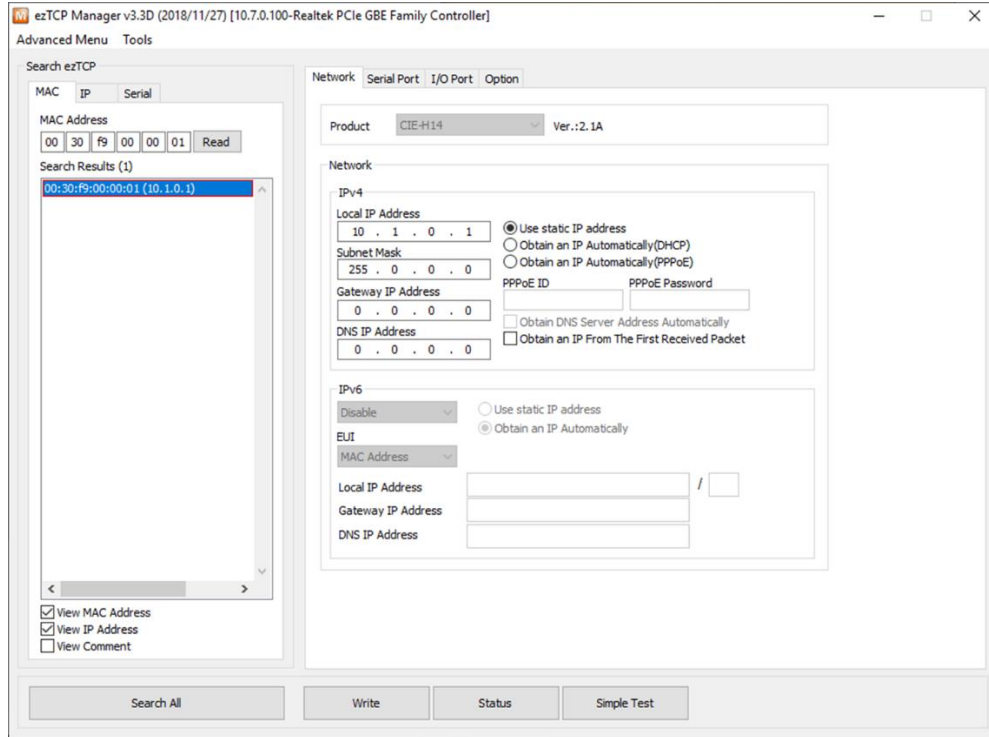 ezTCP Manager v3.3D (2018/11/27) [10.7.0.100-Realtek PCIe GBE Family Controller]
Advanced Menu Tools
Search ezTCP
MAC IP Serial
MAC Address
00 30 f9 00 00 01 Read
Search Results (1)
00:30:f9:00:00:01 (10.1.0.1)
View MAC Address
View IP Address
View Comment
Network Serial Port I/O Port Option
Product CIE-H14 Ver.:2.1A
Network
IPv4
Local IP Address
10 . 1 . 0 . 1
Subnet Mask
255 . 0 . 0 . 0
Gateway IP Address
0 . 0 . 0 . 0
DNS IP Address
0 . 0 . 0 . 0
Use static IP address
Obtain an IP Automatically(DHCP)
Obtain an IP Automatically(PPPoE)
PPPoE ID PPPoE Password
Obtain DNS Server Address Automatically
Obtain an IP From The First Received Packet
IPv6
Disable
EUI
MAC Address
Use static IP address
Obtain an IP Automatically
Local IP Address /
Gateway IP Address
DNS IP Address
Search All Write Status Simple Test